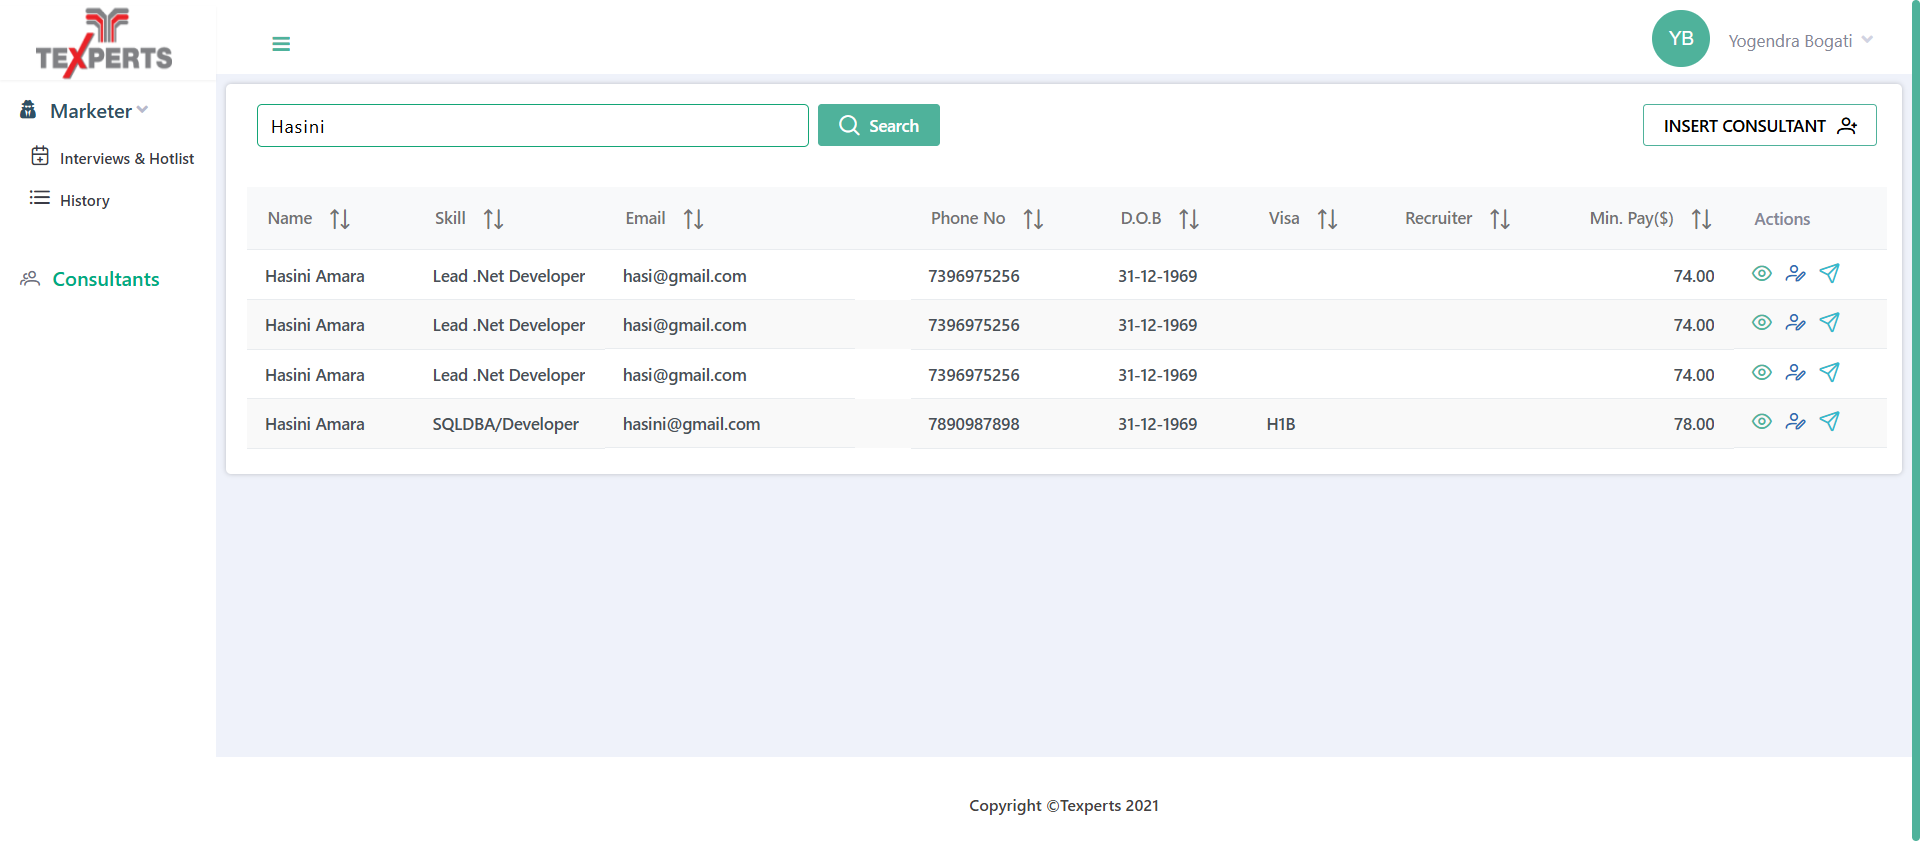 TEXPERTS
YB Yogendra Bogati
Marketer
Interviews & Hotlist
History
Consultants
Hasini Search INSERT CONSULTANT
Name Skill Email Phone No D.O.B Visa Recruiter Min. Pay($) Actions
Hasini Amara Lead .Net Developer hasi@gmail.com 7396975256 31-12-1969 74.00
Hasini Amara Lead .Net Developer hasi@gmail.com 7396975256 31-12-1969 74.00
Hasini Amara Lead .Net Developer hasi@gmail.com 7396975256 31-12-1969 74.00
Hasini Amara SQLDBA/Developer hasini@gmail.com 7890987898 31-12-1969 H1B 78.00
Copyright ©Texperts 2021